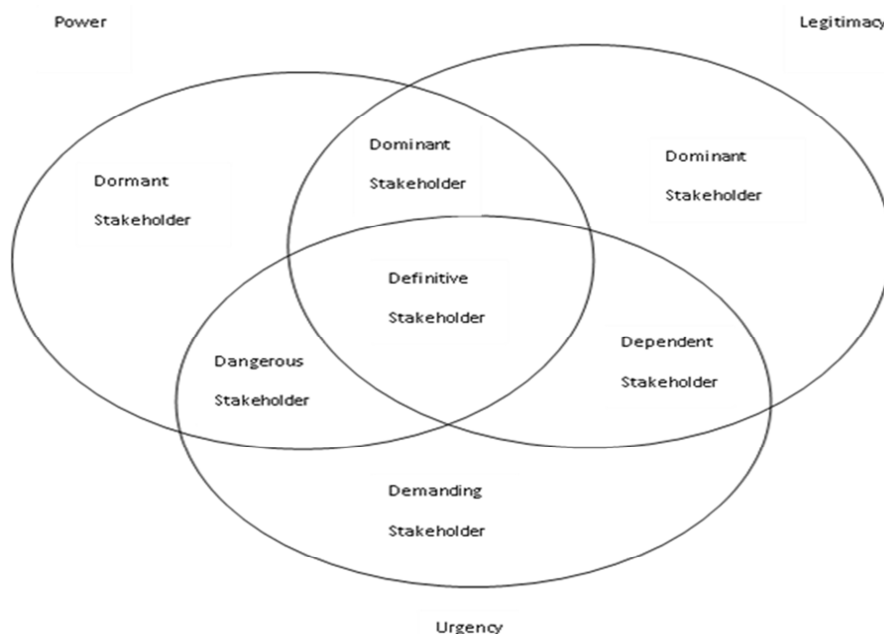 Power
Legitimacy
Dominant
Stakeholder
Dominant
Stakeholder
Dormant
Stakeholder
Definitive
Stakeholder
Dependent
Stakeholder
Dangerous
Stakeholder
Demanding
Stakeholder
Urgency